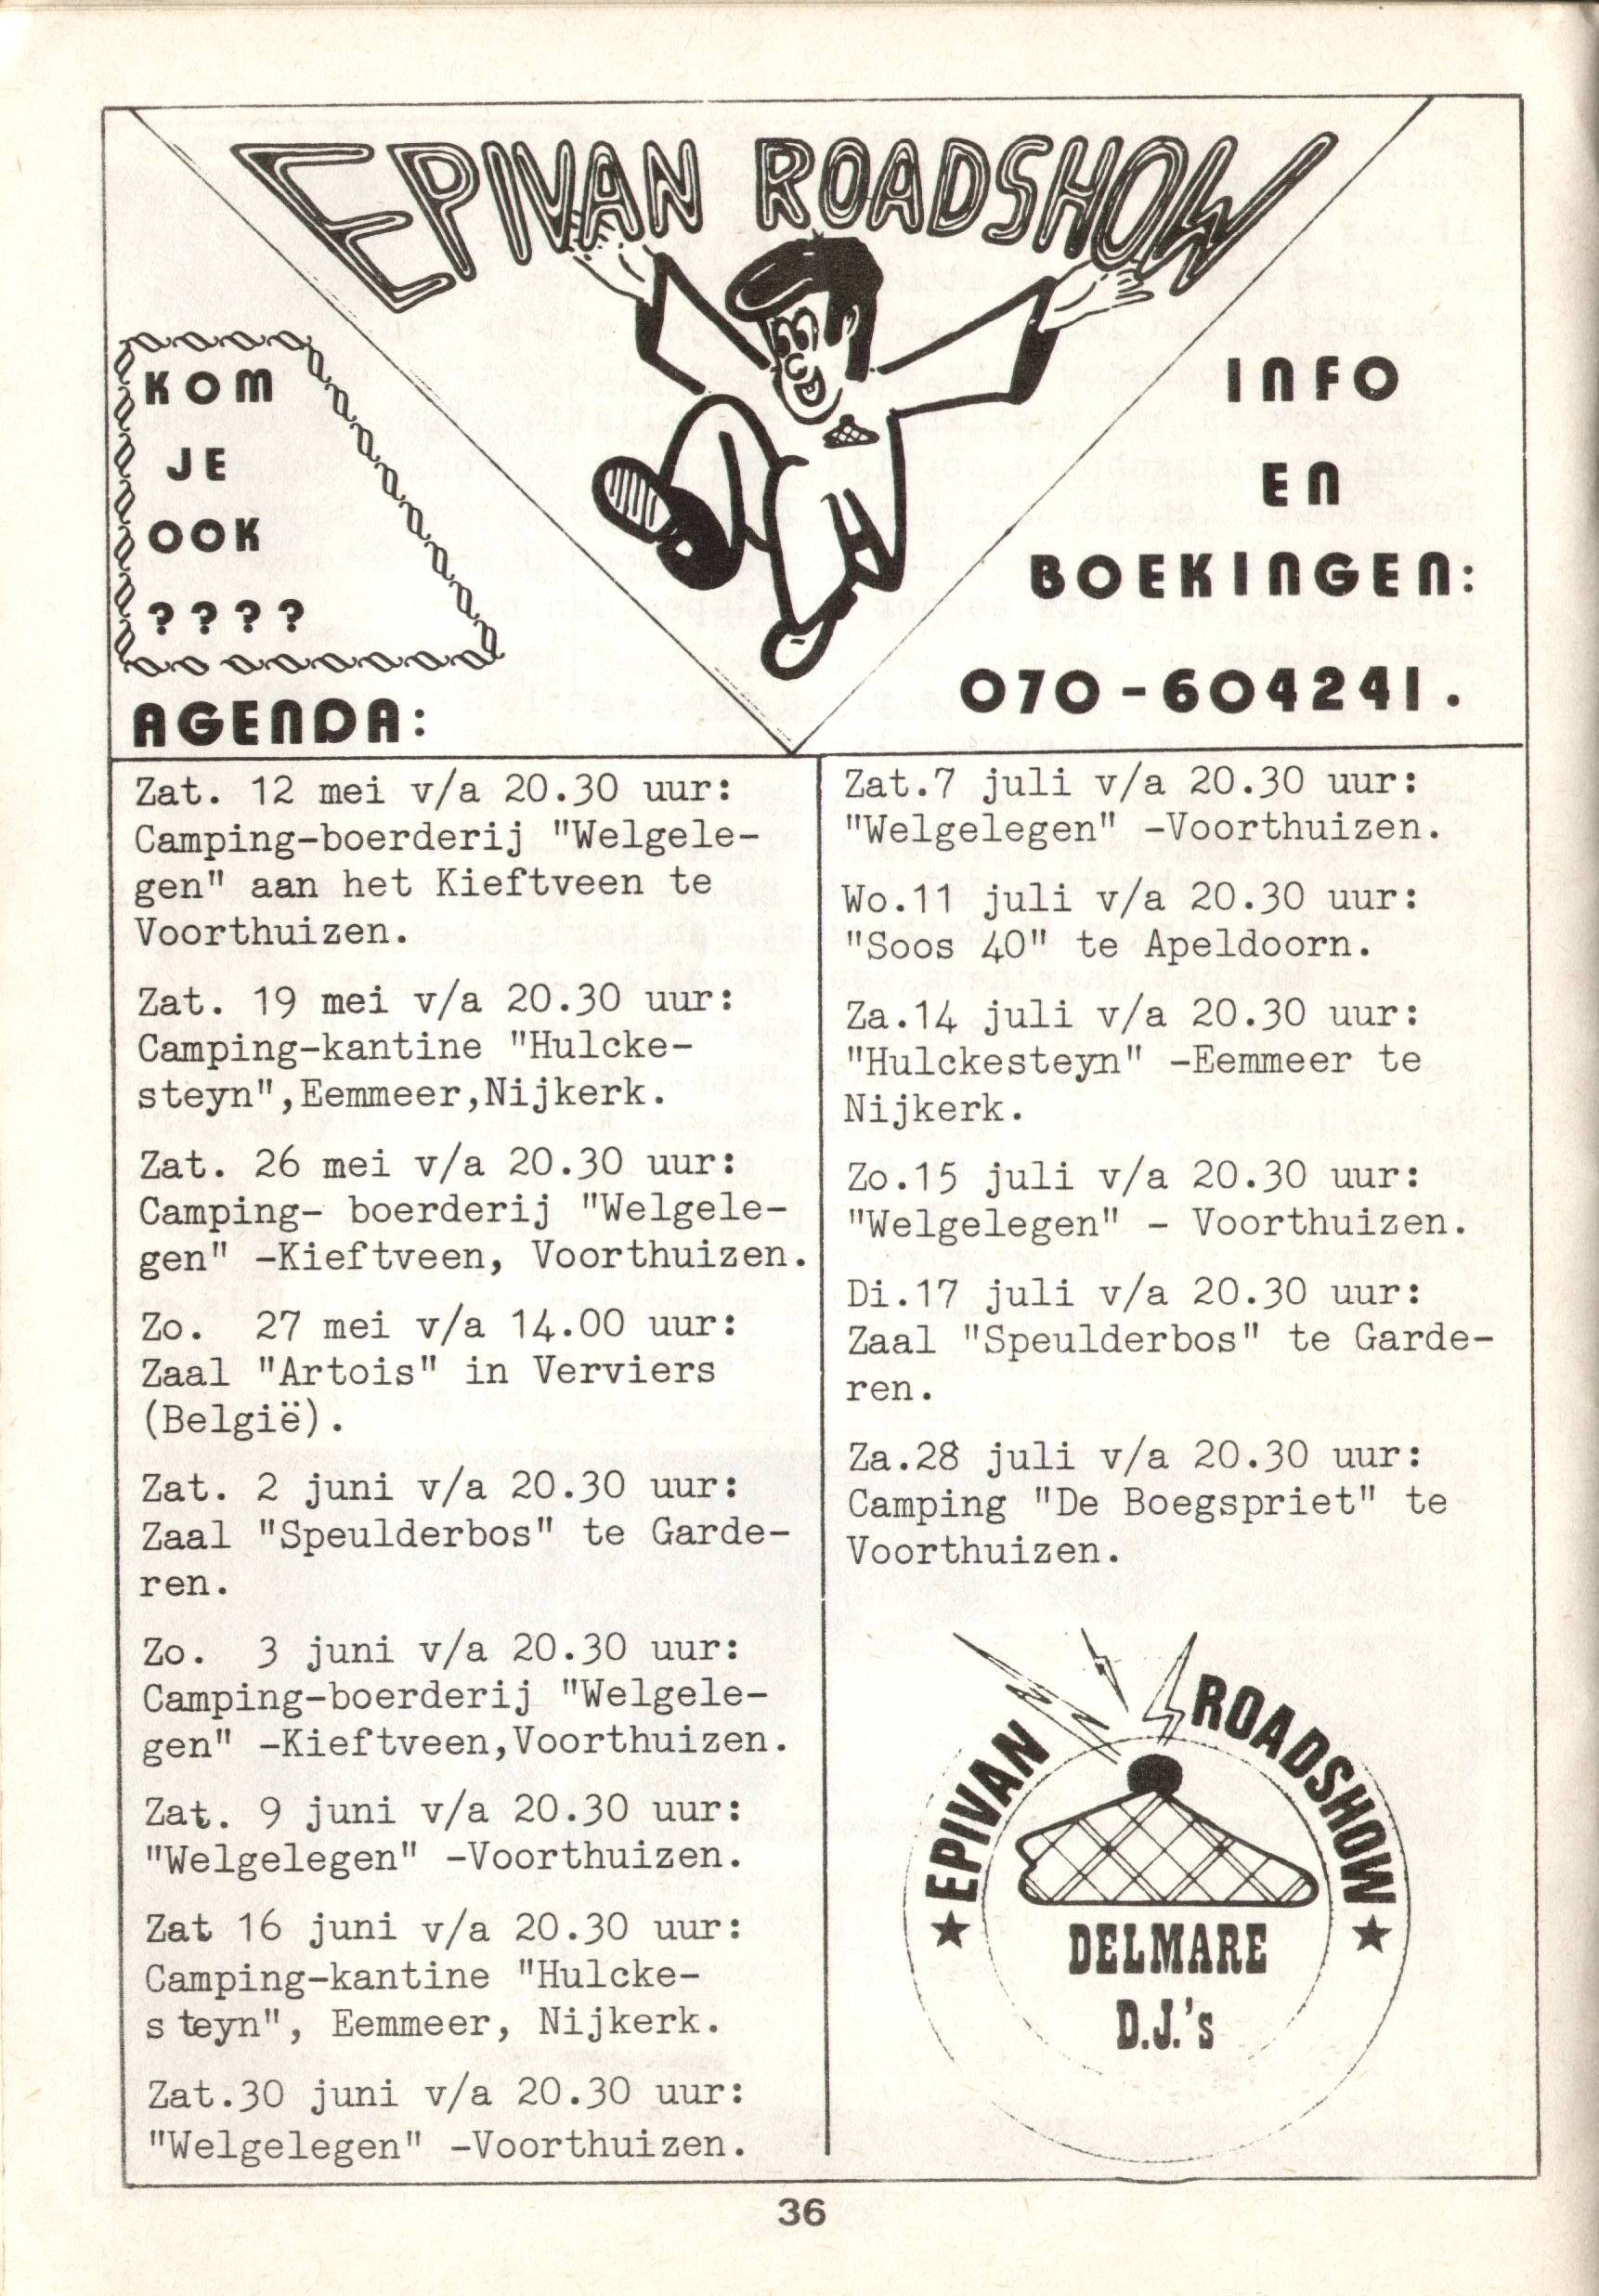 EPIVAN ROADSHOW
KOM
JE
OOK
????
AGENDA:
INFO
EN
BOEKINGEN:
070-604241.
Zat. 12 mei v/a 20.30 uur:
Camping-boerderij "Welgele-
gen" aan het Kieftveen te
Voorthuizen.
Zat. 19 mei v/a 20.30 uur:
Camping-kantine "Hulcke-
steyn",Eemmeer,Nijkerk.
Zat. 26 mei v/a 20.30 uur:
Camping- boerderij "Welgele-
gen" -Kieftveen, Voorthuizen.
Zo. 27 mei v/a 14.00 uur:
Zaal "Artois" in Verviers
(België).
Zat. 2 juni v/a 20.30 uur:
Zaal "Speulderbos" te Garde-
ren.
Zo. 3 juni v/a 20.30 uur:
Camping-boerderij "Welgele-
gen" -Kieftveen,Voorthuizen.
Zat. 9 juni v/a 20.30 uur:
"Welgelegen" -Voorthuizen.
Zat 16 juni v/a 20.30 uur:
Camping-kantine "Hulcke-
steyn", Eemmeer, Nijkerk.
Zat.30 juni v/a 20.30 uur:
"Welgelegen" -Voorthuizen.
Zat.7 juli v/a 20.30 uur:
"Welgelegen" -Voorthuizen.
Wo.11 juli v/a 20.30 uur:
"Soos 40" te Apeldoorn.
Za.14 juli v/a 20.30 uur:
"Hulckesteyn" -Eemmeer te
Nijkerk.
Zo.15 juli v/a 20.30 uur:
"Welgelegen" - Voorthuizen.
Di.17 juli v/a 20.30 uur:
Zaal "Speulderbos" te Garde-
ren.
Za.28 juli v/a 20.30 uur:
Camping "De Boegspriet" te
Voorthuizen.
★ EPIVAN ROADSHOW ★
DELMARE
D.J.'s
36